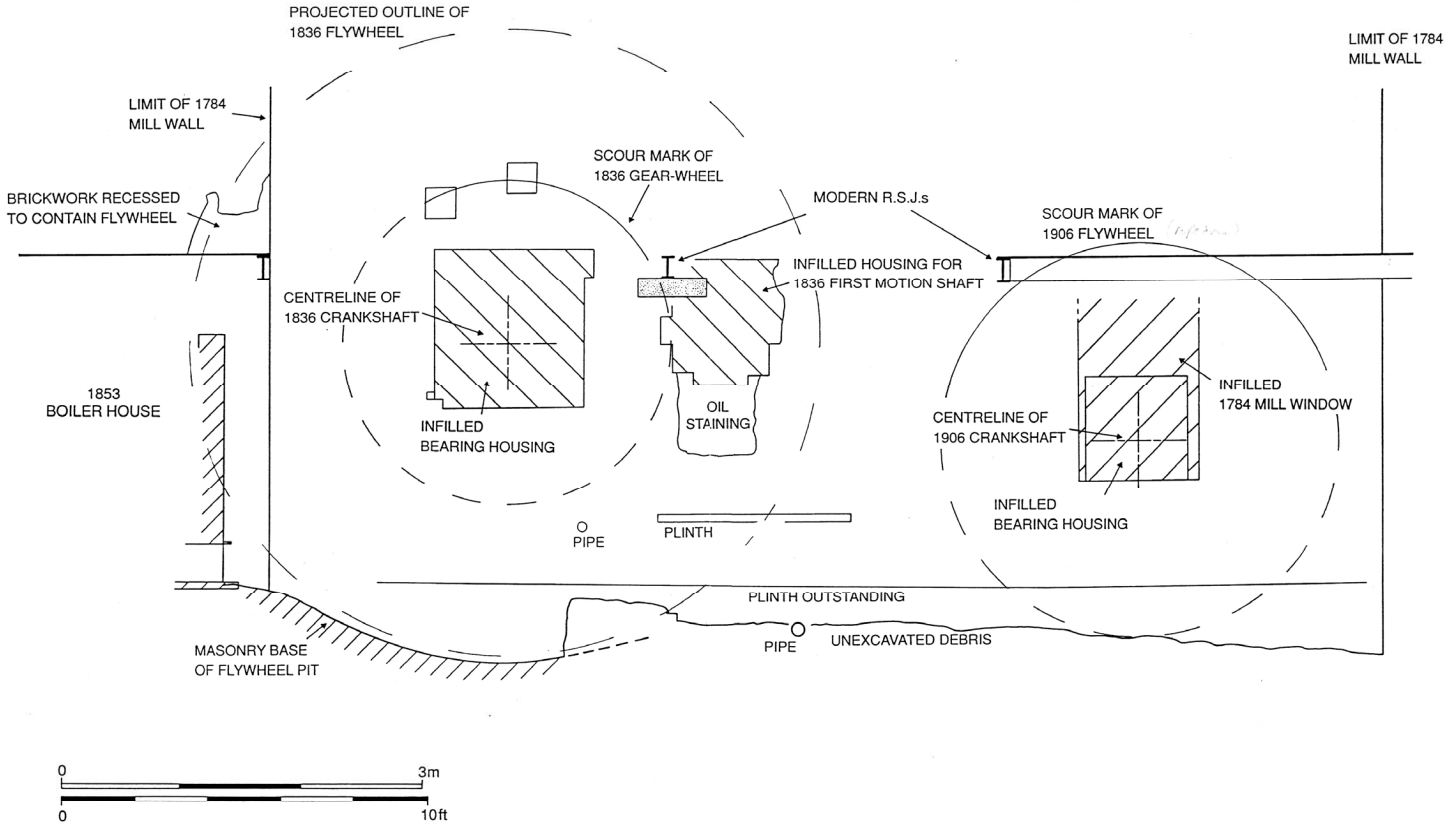 PROJECTED OUTLINE OF
1836 FLYWHEEL
LIMIT OF 1784
MILL WALL
LIMIT OF 1784
MILL WALL
SCOUR MARK OF
1836 GEAR-WHEEL
BRICKWORK RECESSED
TO CONTAIN FLYWHEEL
MODERN R.S.J.s
SCOUR MARK OF
1906 FLYWHEEL
INFILLED HOUSING FOR
1836 FIRST MOTION SHAFT
CENTRELINE OF
1836 CRANKSHAFT
1853
BOILER HOUSE
INFILLED
BEARING HOUSING
OIL
STAINING
INFILLED
1784 MILL WINDOW
CENTRELINE OF
1906 CRANKSHAFT
INFILLED
BEARING HOUSING
PIPE
PLINTH
PLINTH OUTSTANDING
PIPE
UNEXCAVATED DEBRIS
MASONRY BASE
OF FLYWHEEL PIT
0
3m
0
10ft